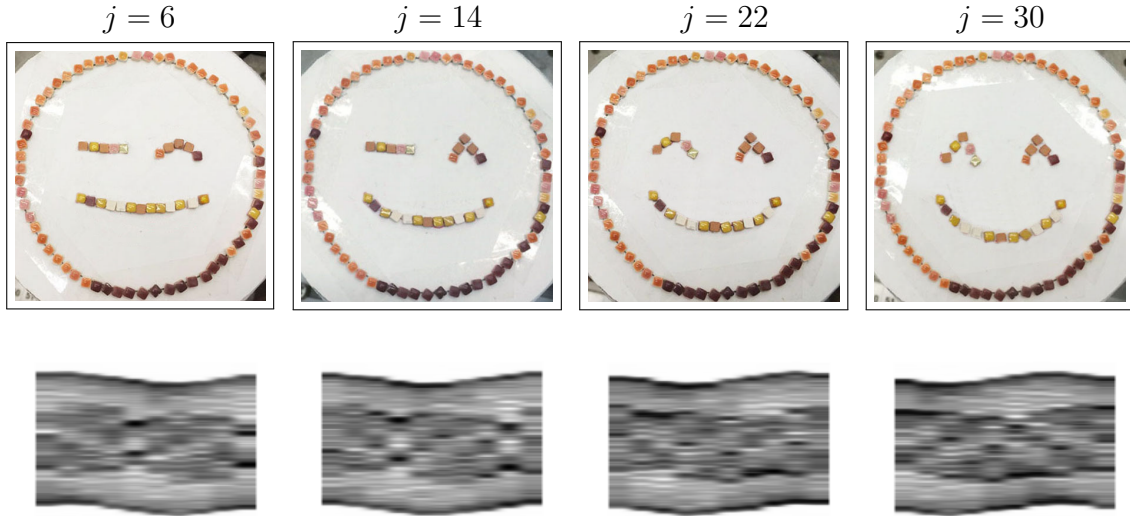 j = 6
j = 14
j = 22
j = 30